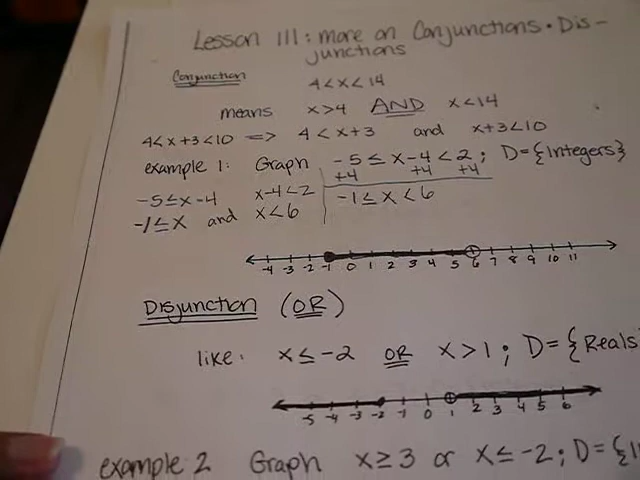 Lesson 111: more on Conjunctions • Dis-
junctions
Conjunction 4<x<14
means x>4 AND x<14
4<x+3<10 => 4<x+3 and x+3<10
example 1: Graph -5≤x-4<2; D={Integers}
+4 +4 +4
-5≤x-4 x-4<2 -1≤x<6
-1≤x and x<6
-4 -3 -2 -1 0 1 2 3 4 5 6 7 8 9 10 11
Disjunction (OR)
like: x≤-2 OR x>1; D={Reals
-5 -4 -3 -2 -1 0 1 2 3 4 5 6
example 2 Graph x≥3 or x≤-2; D={I